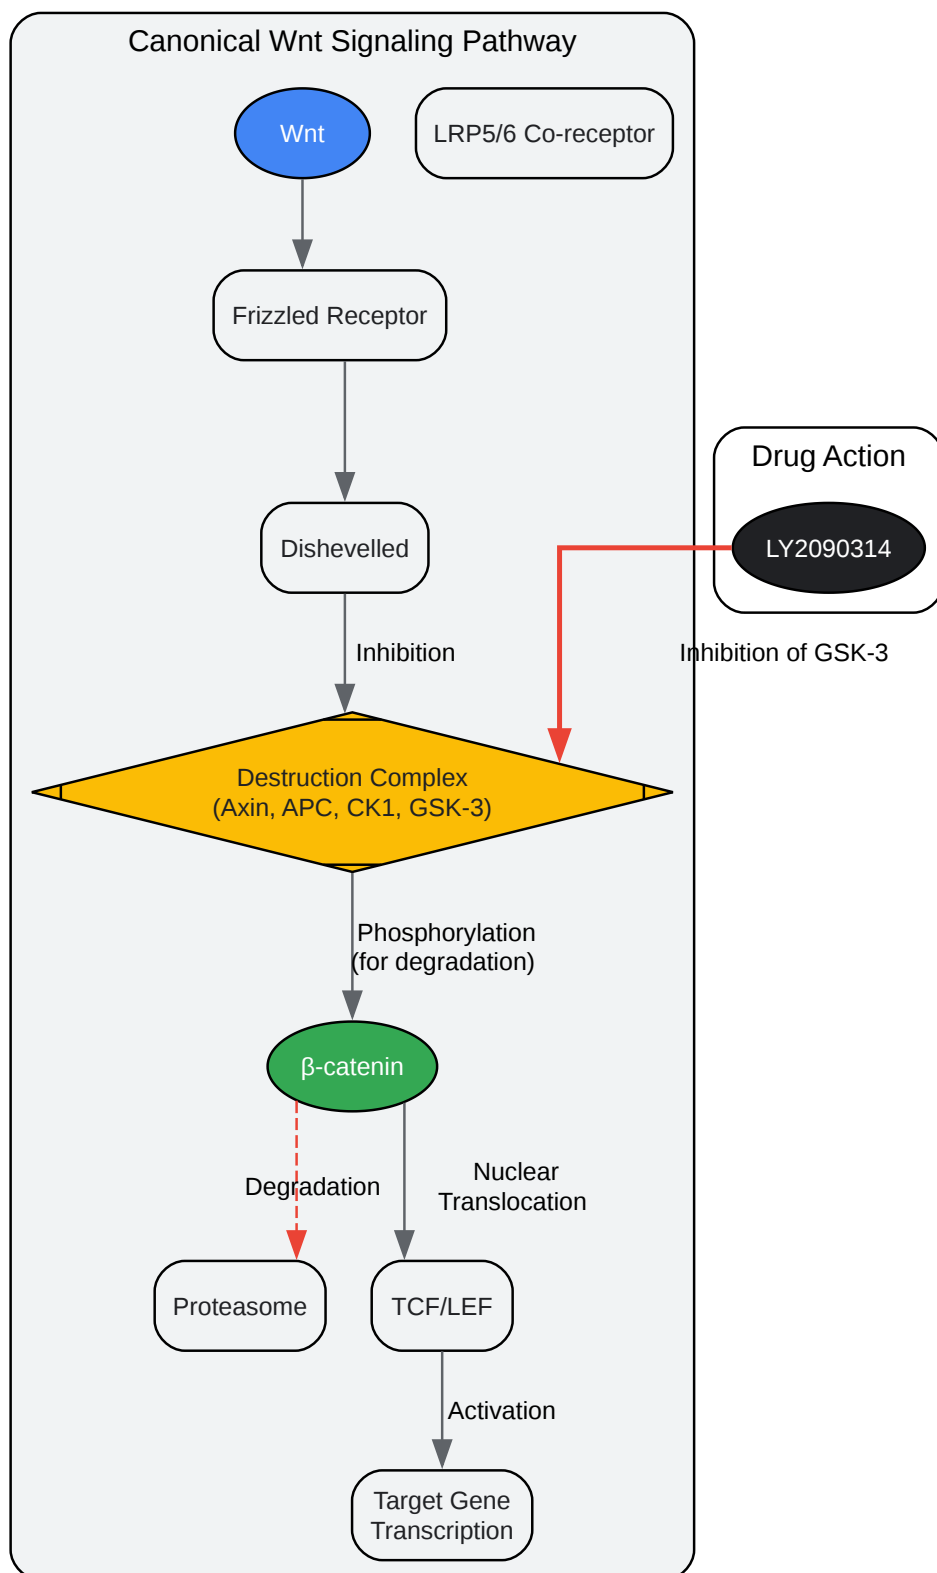 Canonical Wnt Signaling Pathway
Wnt
LRP5/6 Co-receptor
Frizzled Receptor
Drug Action
Dishevelled
LY2090314
Inhibition
Inhibition of GSK-3
Destruction Complex
(Axin, APC, CK1, GSK-3)
Phosphorylation
(for degradation)
β-catenin
Degradation
Nuclear
Translocation
Proteasome
TCF/LEF
Activation
Target Gene
Transcription